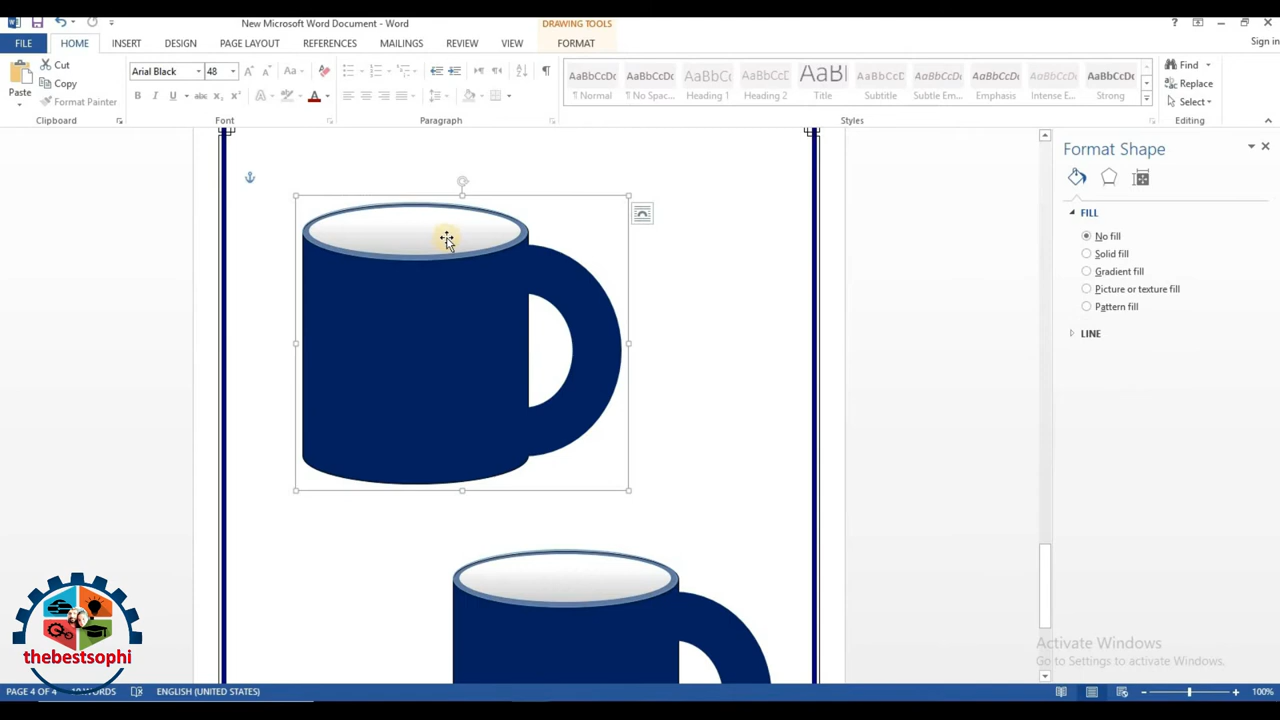 New Microsoft Word Document - Word
DRAWING TOOLS
FILE HOME INSERT DESIGN PAGE LAYOUT REFERENCES MAILINGS REVIEW VIEW FORMAT
Sign in
Paste
Cut
Copy
Format Painter
Clipboard
Arial Black 48
Font
Paragraph
AaBbCcDc AaBbCcDc AaBbCc AaBbCcC AaBl AaBbCcD AaBbCcDc AaBbCcDc AaBbCcDc AaBbCcDc
¶ Normal ¶ No Spac... Heading 1 Heading 2 Title Subtitle Subtle Em... Emphasis Intense E... Strong
Styles
Find
Replace
Select
Editing
Format Shape
FILL
No fill
Solid fill
Gradient fill
Picture or texture fill
Pattern fill
LINE
thebestsophi
Activate Windows
Go to Settings to activate Windows.
PAGE 4 OF 4
WORDS
ENGLISH (UNITED STATES)
100%